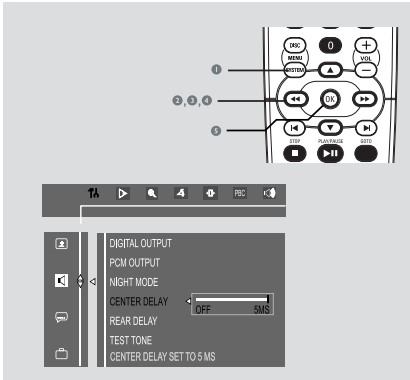 DISC
0
+
MENU
VOL
SYSTEM
−
1
2, 3, 4
OK
5
STOP
PLAY/PAUSE
GOTO
PBC
DIGITAL OUTPUT
PCM OUTPUT
NIGHT MODE
CENTER DELAY
OFF
5MS
REAR DELAY
TEST TONE
CENTER DELAY SET TO 5 MS